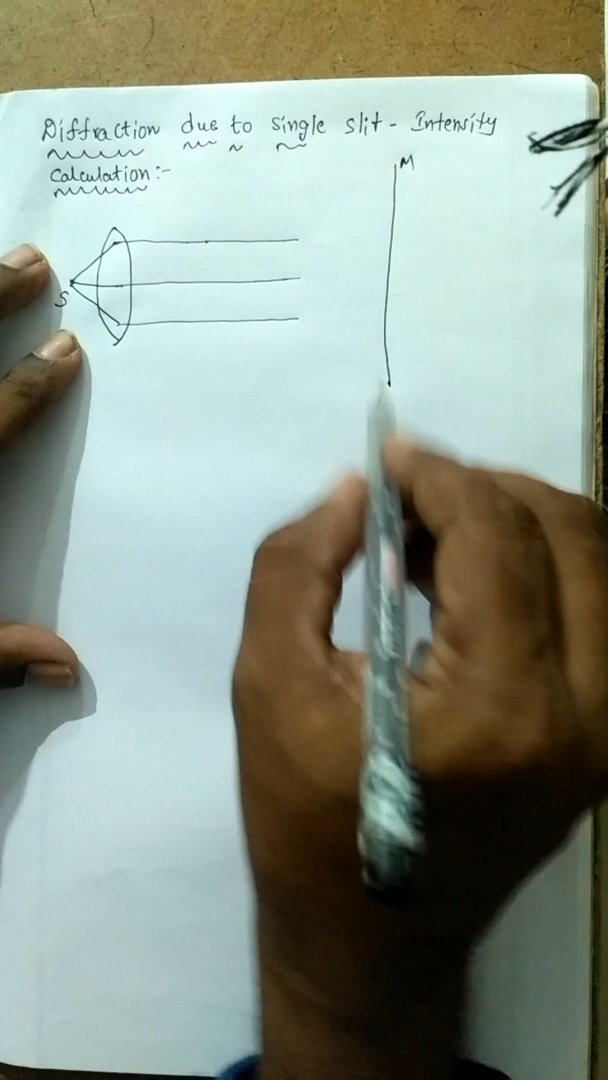 Diffraction due to single slit - Intensity
Calculation:-
M
S